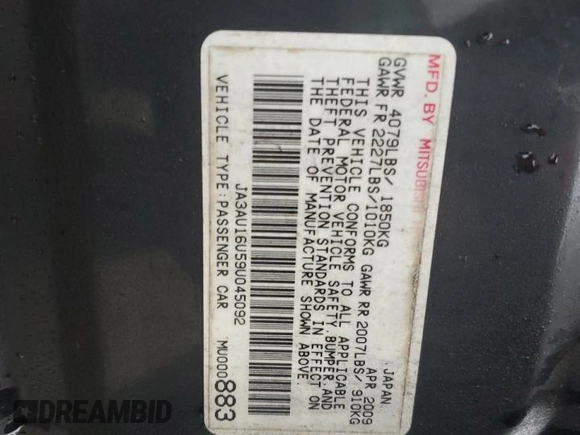 MFD. BY MITSUBISHI JAPAN
GVWR 4079LBS/ 1850KG APR 2009
GAWR FR 2227LBS/1010KG GAWR RR 2007LBS/ 910KG
THIS VEHICLE CONFORMS TO ALL APPLICABLE
FEDERAL MOTOR VEHICLE SAFETY,BUMPER,AND
THEFT PREVENTION STANDARDS IN EFFECT ON
THE DATE OF MANUFACTURE SHOWN ABOVE.
JA3AU16U59U045092 MU000883
VEHICLE TYPE:PASSENGER CAR
DREAMBID